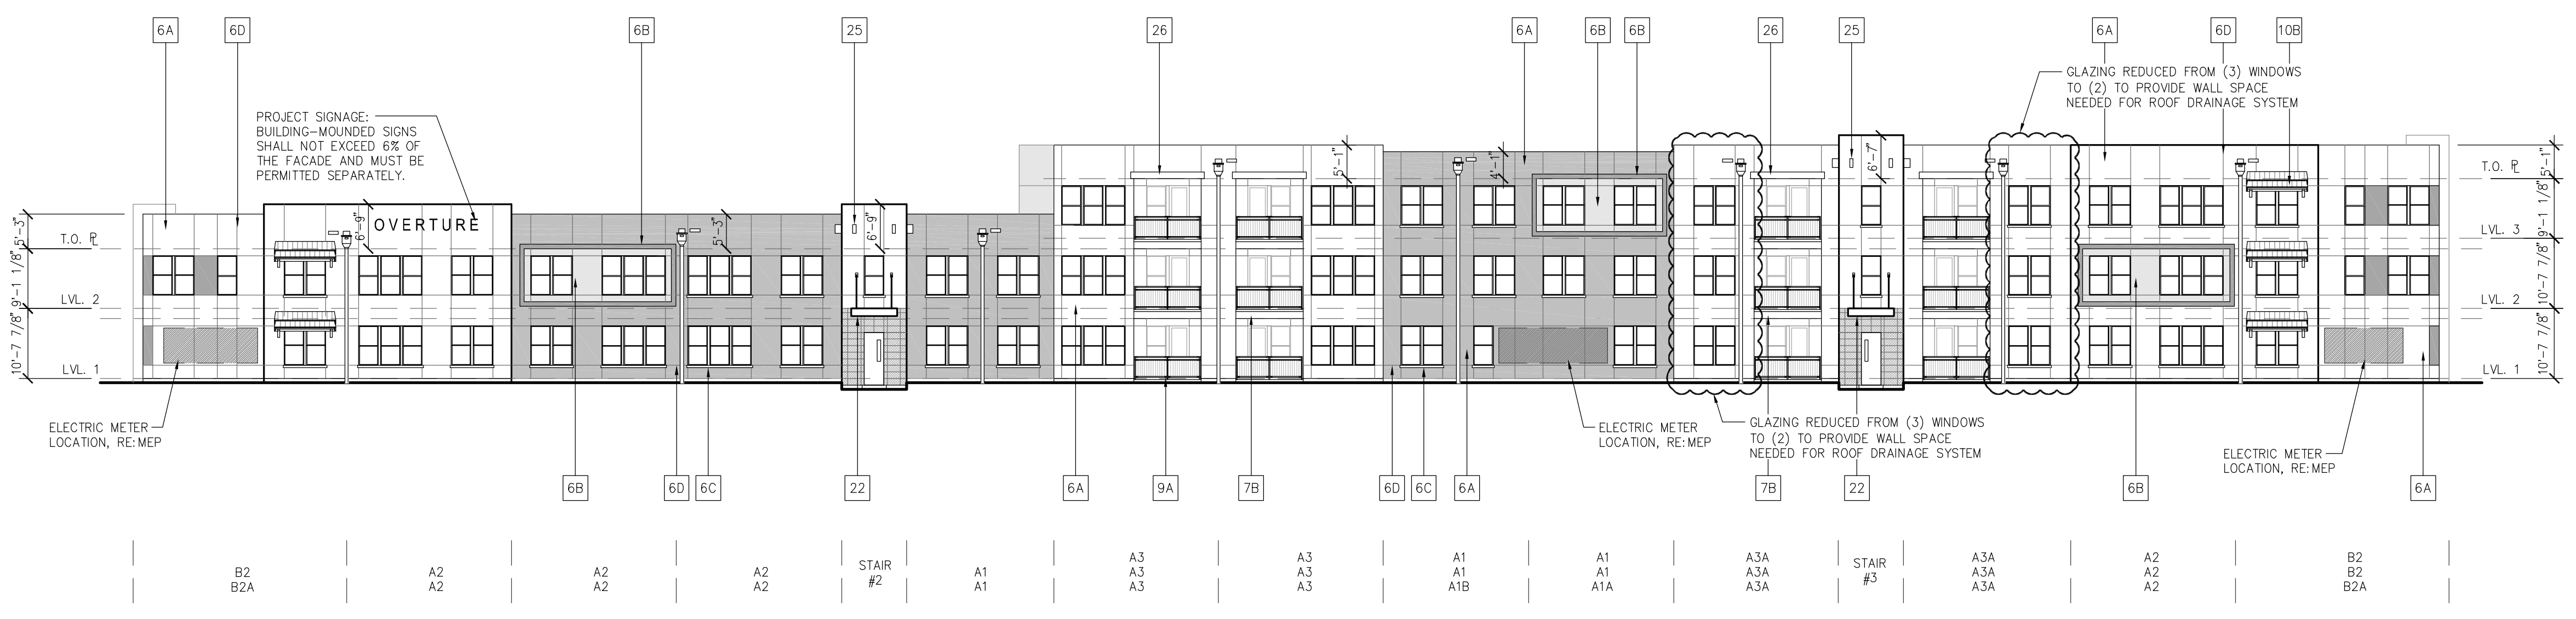 6A
6D
6B
25
26
6A
6B
6B
26
25
6A
6D
10B
GLAZING REDUCED FROM (3) WINDOWS
TO (2) TO PROVIDE WALL SPACE
NEEDED FOR ROOF DRAINAGE SYSTEM
PROJECT SIGNAGE:
BUILDING-MOUNDED SIGNS
SHALL NOT EXCEED 6% OF
THE FACADE AND MUST BE
PERMITTED SEPARATELY.
OVERTURE
6'-9"
5'-3"
6'-9"
5'-1"
4'-1"
6'-7"
5'-3"
9'-1 1/8"
10'-7 7/8"
T.O. PL
LVL. 2
LVL. 1
T.O. PL
LVL. 3
LVL. 2
LVL. 1
5'-1"
9'-1 1/8"
10'-7 7/8"
10'-7 7/8"
ELECTRIC METER
LOCATION, RE:MEP
ELECTRIC METER
LOCATION, RE:MEP
GLAZING REDUCED FROM (3) WINDOWS
TO (2) TO PROVIDE WALL SPACE
NEEDED FOR ROOF DRAINAGE SYSTEM
ELECTRIC METER
LOCATION, RE:MEP
6B
6D
6C
22
6A
9A
7B
6D
6C
6A
7B
22
6B
6A
B2
B2A
A2
A2
A2
A2
A2
A2
STAIR
#2
A1
A1
A3
A3
A3
A3
A3
A3
A1
A1
A1B
A1
A1
A1A
A3A
A3A
A3A
STAIR
#3
A3A
A3A
A3A
A2
A2
A2
B2
B2
B2A